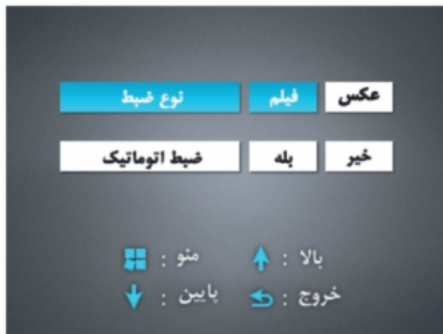 عکس فیلم نوع ضبط
خیر بله ضبط اتوماتیک
بالا : منو :
خروج : پایین :